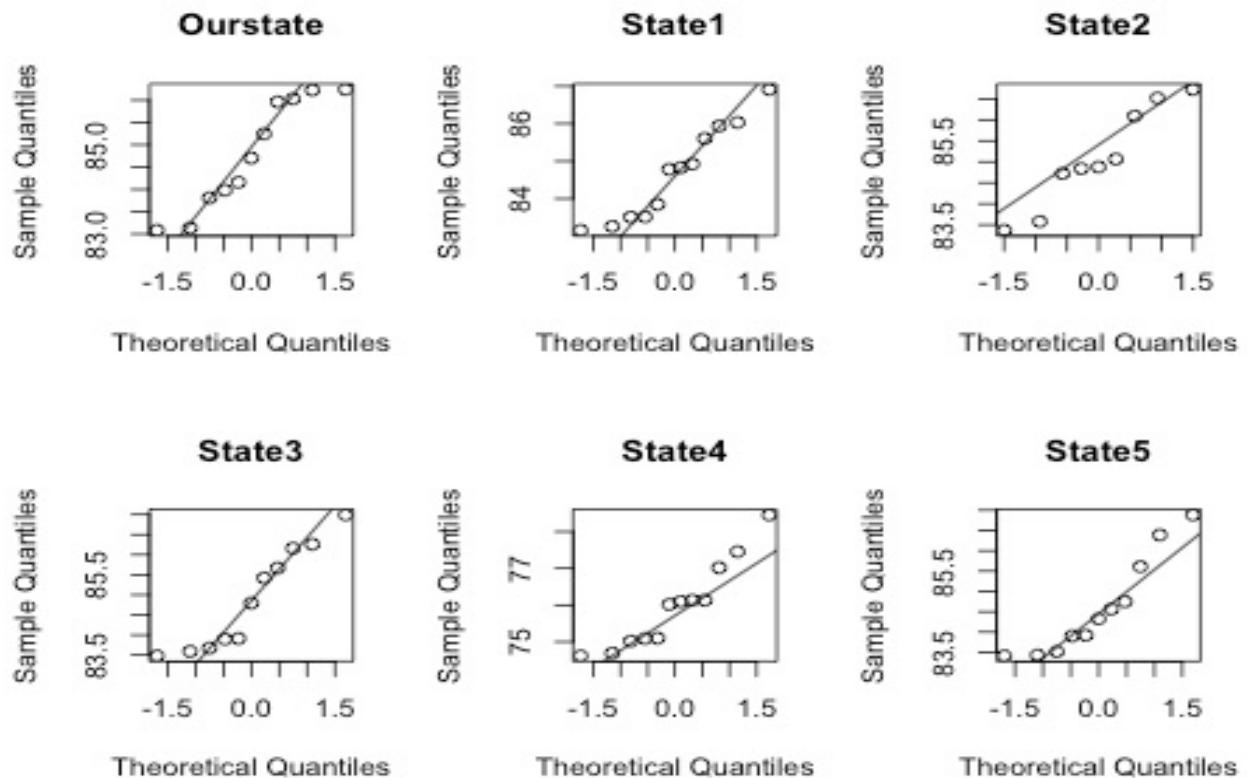 Ourstate
Sample Quantiles
85.0
83.0
-1.5 0.0 1.5
Theoretical Quantiles
State1
Sample Quantiles
86
84
-1.5 0.0 1.5
Theoretical Quantiles
State2
Sample Quantiles
85.5
83.5
-1.5 0.0 1.5
Theoretical Quantiles
State3
Sample Quantiles
85.5
83.5
-1.5 0.0 1.5
Theoretical Quantiles
State4
Sample Quantiles
77
75
-1.5 0.0 1.5
Theoretical Quantiles
State5
Sample Quantiles
85.5
83.5
-1.5 0.0 1.5
Theoretical Quantiles